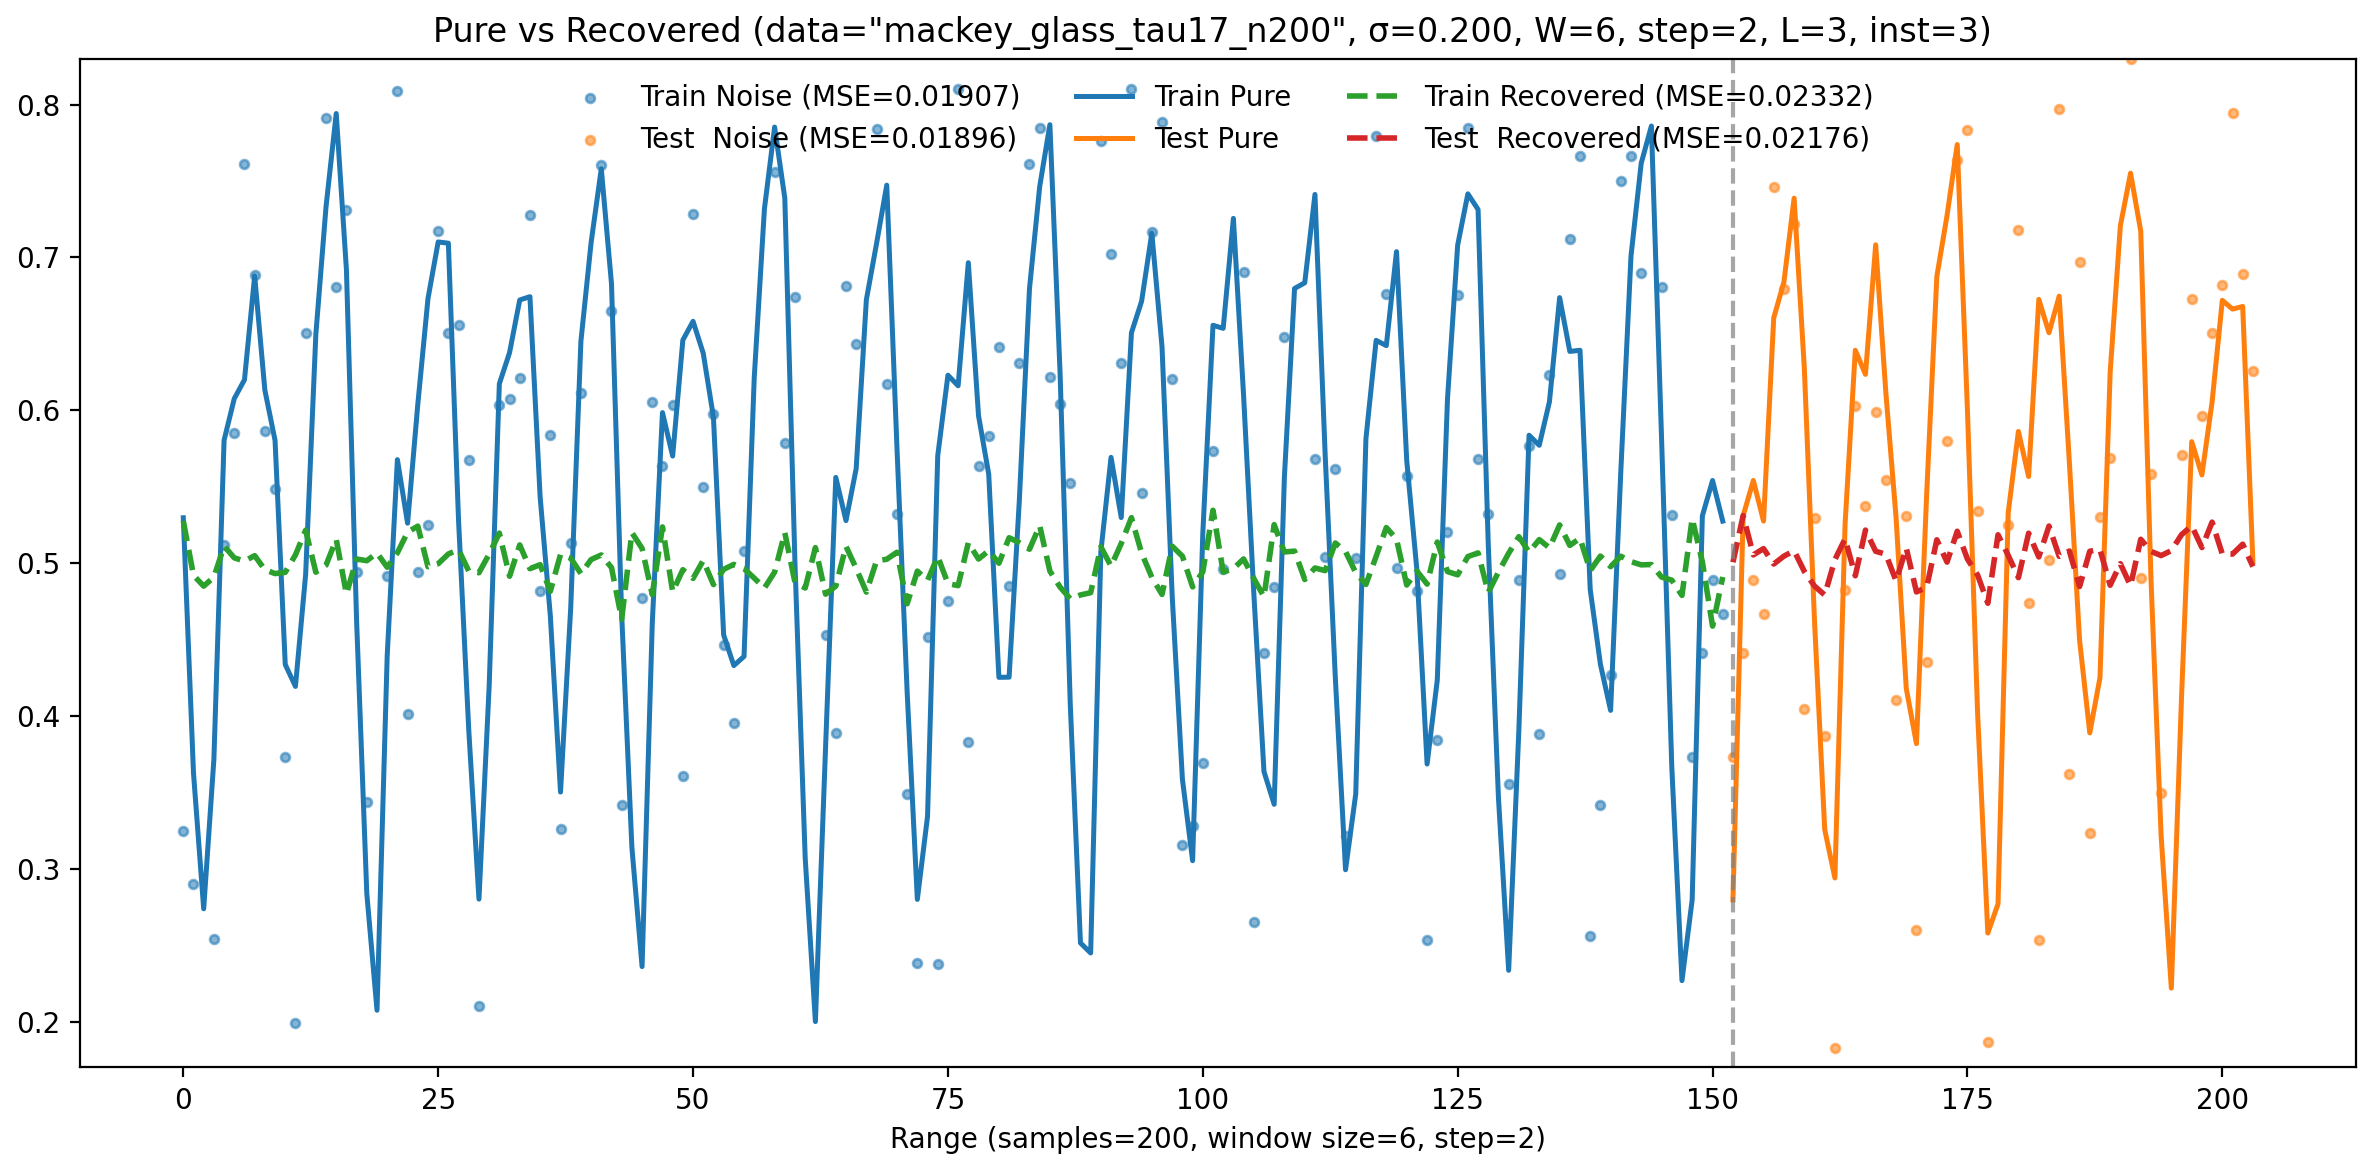 Pure vs Recovered (data="mackey_glass_tau17_n200", σ=0.200, W=6, step=2, L=3, inst=3)
Train Noise (MSE=0.01907)
Test  Noise (MSE=0.01896)
Train Pure
Test Pure
Train Recovered (MSE=0.02332)
Test  Recovered (MSE=0.02176)
0.8
0.7
0.6
0.5
0.4
0.3
0.2
0 25 50 75 100 125 150 175 200
Range (samples=200, window size=6, step=2)